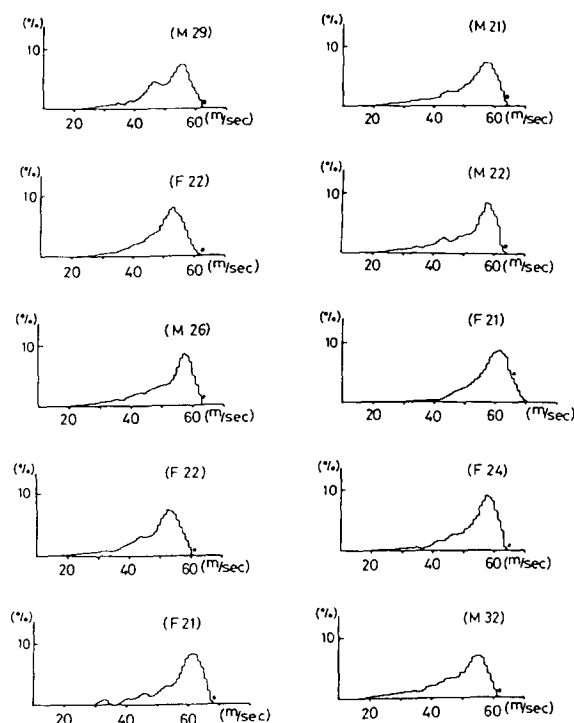 (%) (M 29)
10
20 40 60 (m/sec)
(%) (M 21)
10
20 40 60 (m/sec)
(%) (F 22)
10
20 40 60 (m/sec)
(%) (M 22)
10
20 40 60 (m/sec)
(%) (M 26)
10
20 40 60 (m/sec)
(%) (F 21)
10
20 40 60 (m/sec)
(%) (F 22)
10
20 40 60 (m/sec)
(%) (F 24)
10
20 40 60 (m/sec)
(%) (F 21)
10
20 40 60 (m/sec)
(%) (M 32)
10
20 40 60 (m/sec)